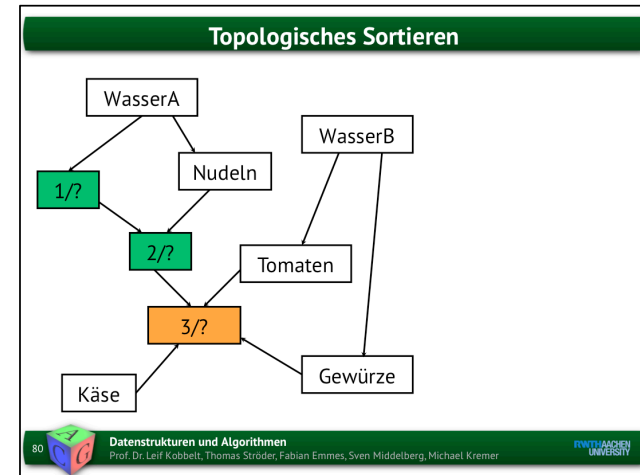 Topologisches Sortieren
WasserA
WasserB
Nudeln
1/?
2/?
Tomaten
3/?
Gewürze
Käse
80
A
C G
Datenstrukturen und Algorithmen
Prof. Dr. Leif Kobbelt, Thomas Ströder, Fabian Emmes, Sven Middelberg, Michael Kremer
RWTHAACHEN
UNIVERSITY